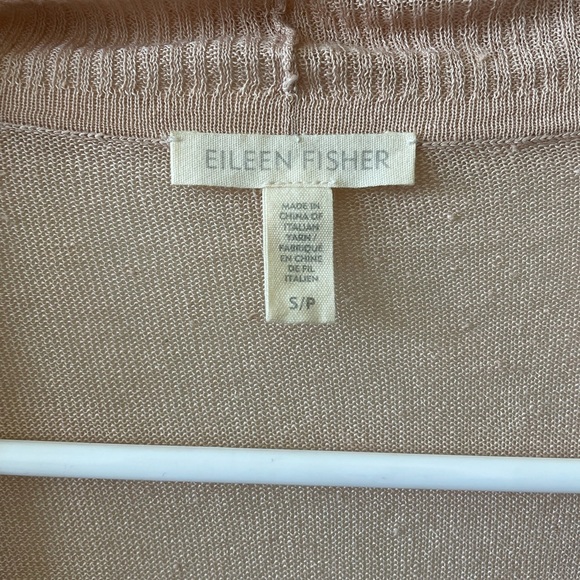 EILEEN FISHER
MADE IN
CHINA OF
ITALIAN
YARN /
FABRIQUÉ
EN CHINE
DE FIL
ITALIEN
S/P